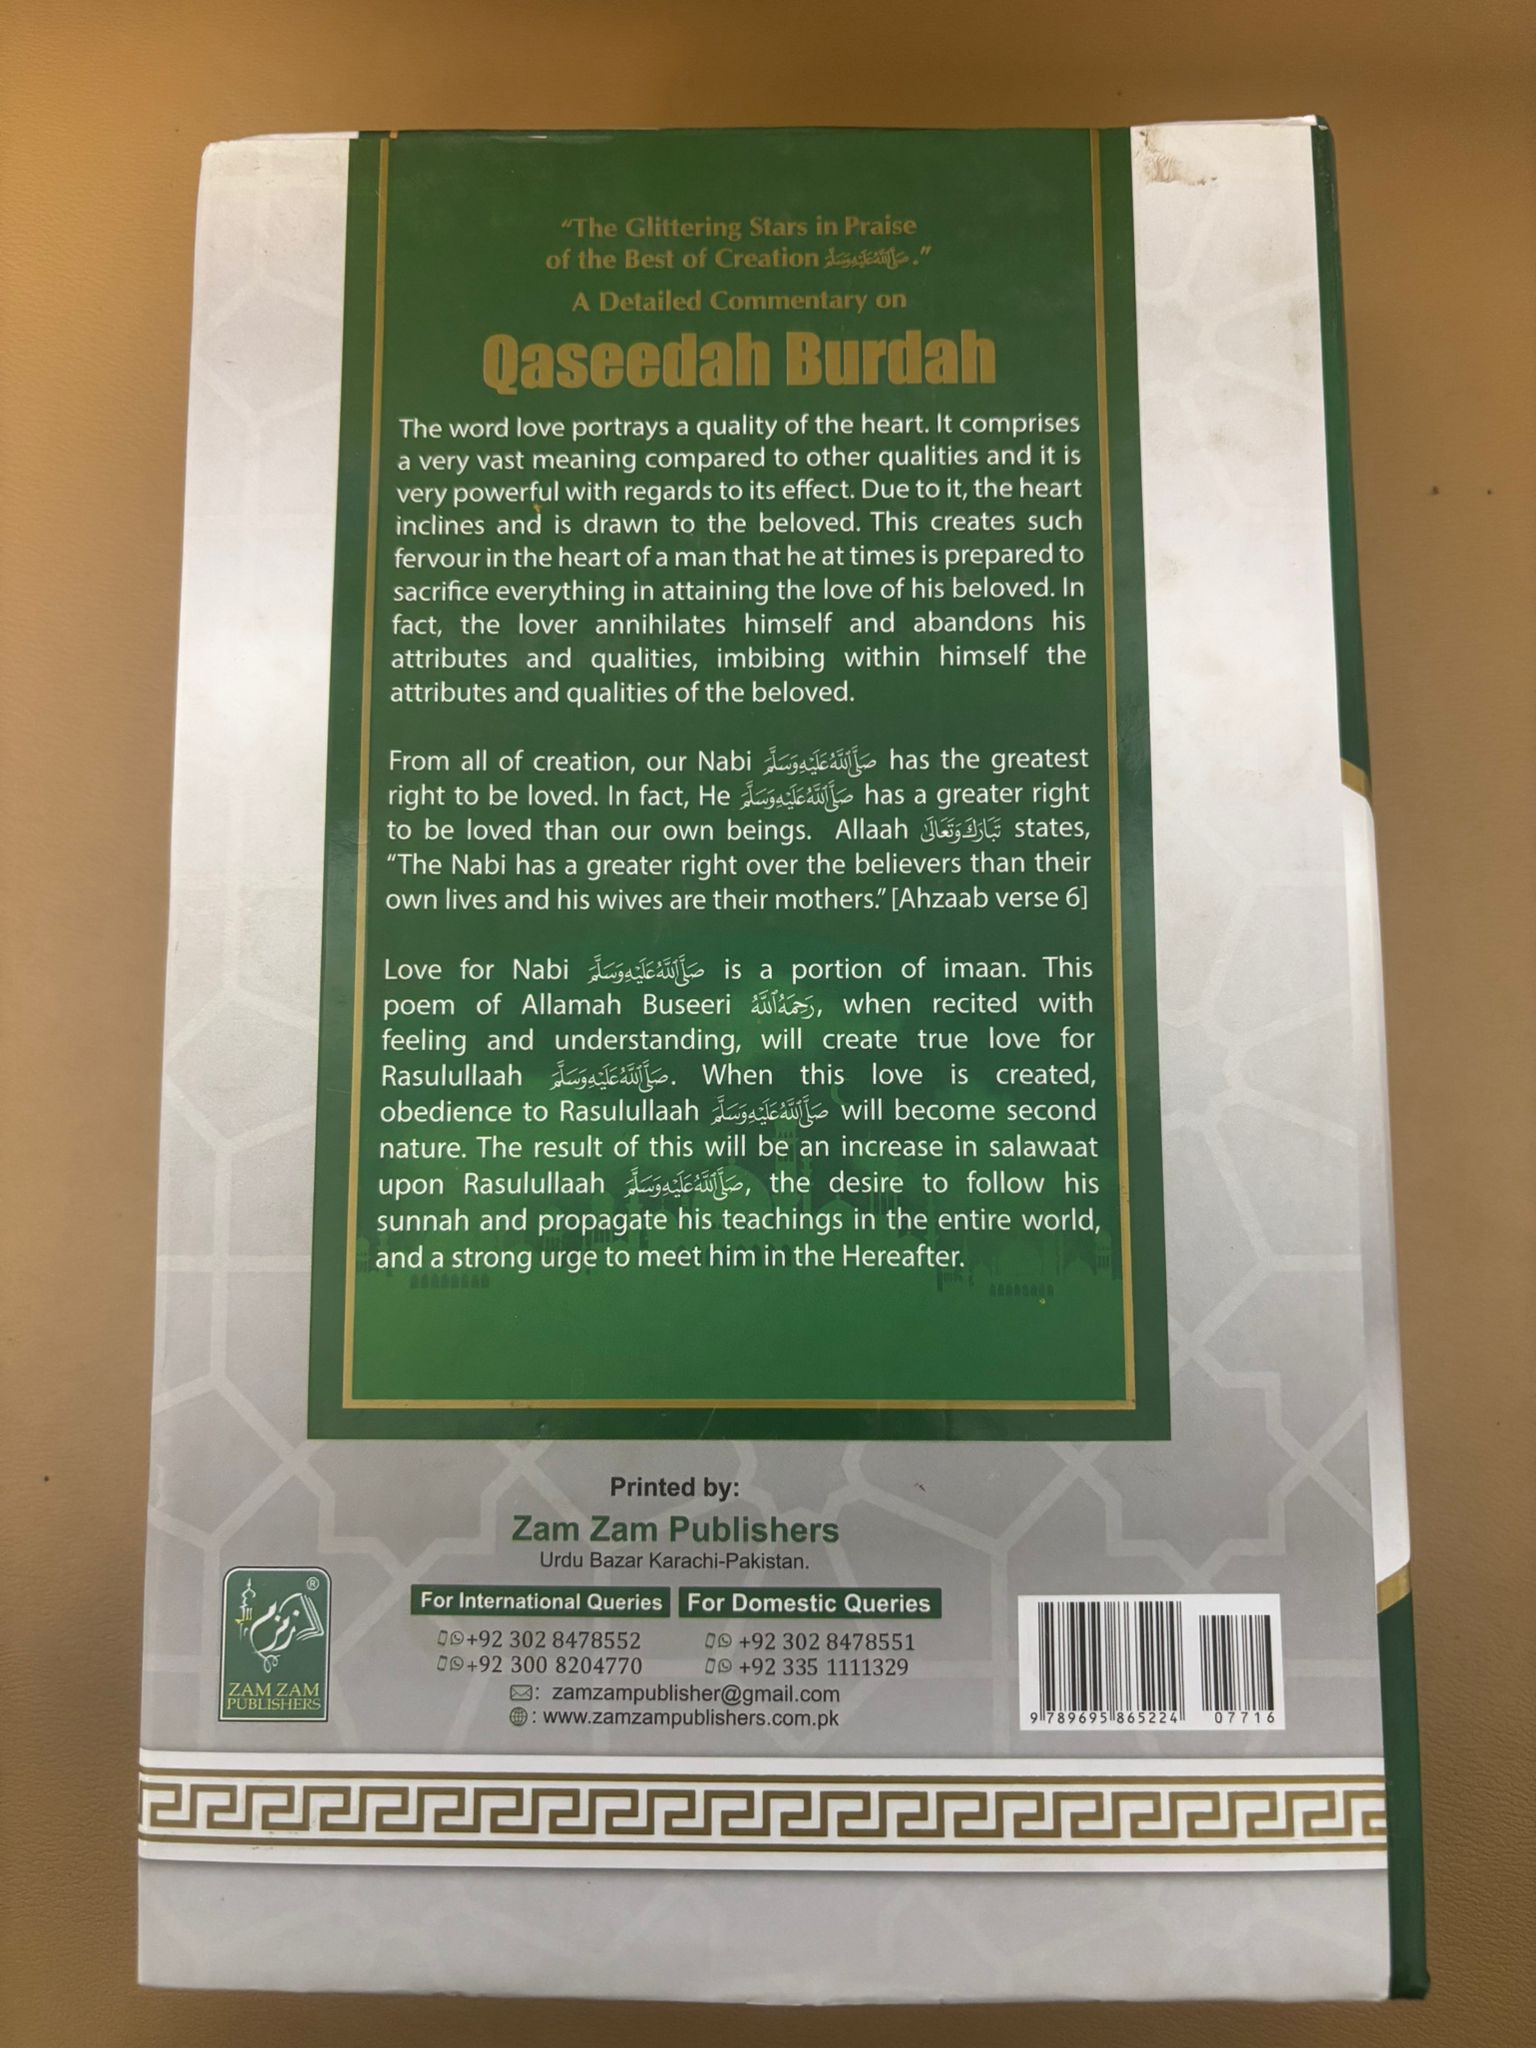 “The Glittering Stars in Praise
of the Best of Creation صَلَّى اللَّهُ عَلَيْهِ وَسَلَّمَ.”
A Detailed Commentary on
Qaseedah Burdah
The word love portrays a quality of the heart. It comprises
a very vast meaning compared to other qualities and it is
very powerful with regards to its effect. Due to it, the heart
inclines and is drawn to the beloved. This creates such
fervour in the heart of a man that he at times is prepared to
sacrifice everything in attaining the love of his beloved. In
fact, the lover annihilates himself and abandons his
attributes and qualities, imbibing within himself the
attributes and qualities of the beloved.
From all of creation, our Nabi صَلَّى اللَّهُ عَلَيْهِ وَسَلَّمَ has the greatest
right to be loved. In fact, He صَلَّى اللَّهُ عَلَيْهِ وَسَلَّمَ has a greater right
to be loved than our own beings. Allaah تَبَارَكَ وَتَعَالَىٰ states,
“The Nabi has a greater right over the believers than their
own lives and his wives are their mothers.” [Ahzaab verse 6]
Love for Nabi صَلَّى اللَّهُ عَلَيْهِ وَسَلَّمَ is a portion of imaan. This
poem of Allamah Buseeri رَحِمَهُ اللَّهُ, when recited with
feeling and understanding, will create true love for
Rasulullaah صَلَّى اللَّهُ عَلَيْهِ وَسَلَّمَ. When this love is created,
obedience to Rasulullaah صَلَّى اللَّهُ عَلَيْهِ وَسَلَّمَ will become second
nature. The result of this will be an increase in salawaat
upon Rasulullaah صَلَّى اللَّهُ عَلَيْهِ وَسَلَّمَ, the desire to follow his
sunnah and propagate his teachings in the entire world,
and a strong urge to meet him in the Hereafter.
Printed by:
Zam Zam Publishers
Urdu Bazar Karachi-Pakistan.
For International Queries For Domestic Queries
+92 302 8478552 +92 302 8478551
+92 300 8204770 +92 335 1111329
: zamzampublisher@gmail.com
: www.zamzampublishers.com.pk
زمزم ®
ZAM ZAM
PUBLISHERS
9 789695 865224 07716